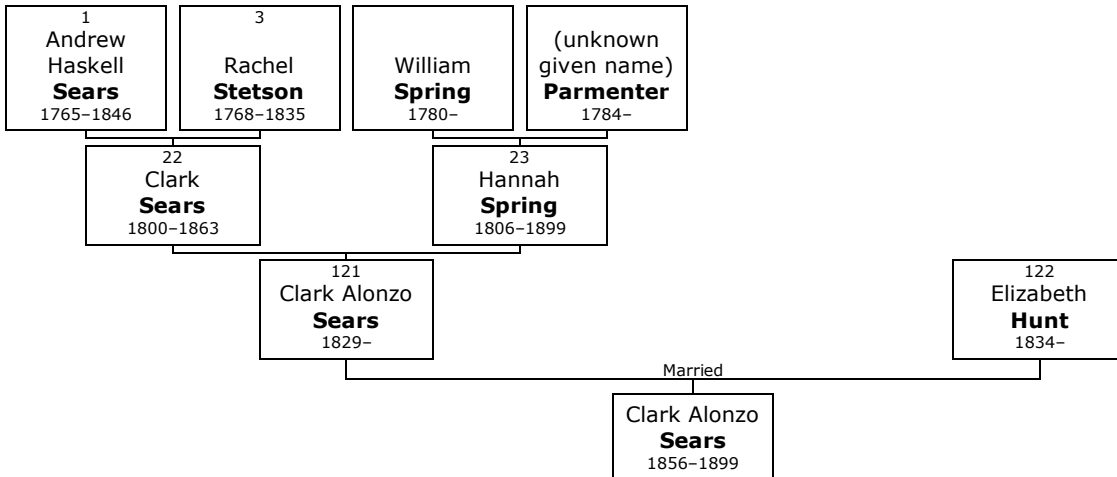 1
Andrew
Haskell
Sears
1765–1846
3
Rachel
Stetson
1768–1835
William
Spring
1780–
(unknown
given name)
Parmenter
1784–
22
Clark
Sears
1800–1863
23
Hannah
Spring
1806–1899
121
Clark Alonzo
Sears
1829–
122
Elizabeth
Hunt
1834–
Married
Clark Alonzo
Sears
1856–1899